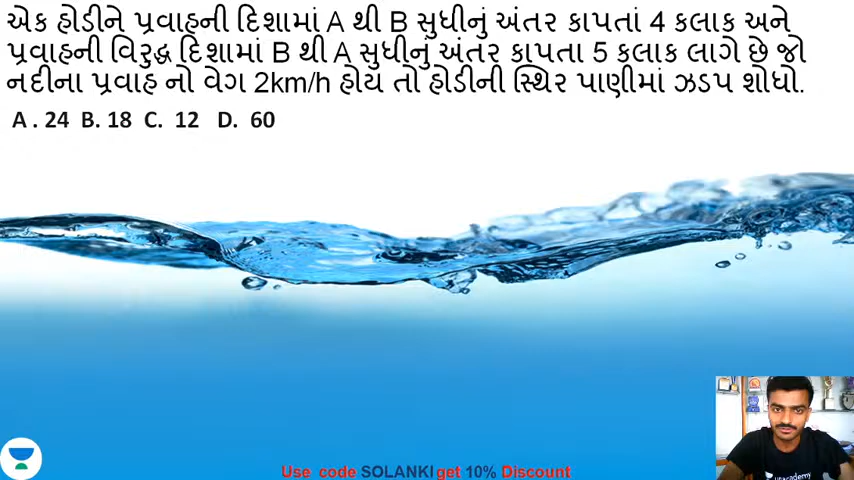 એક હોડીને પ્રવાહની દિશામાં A થી B સુધીનું અંતર કાપતાં 4 કલાક અને
પ્રવાહની વિરુદ્ધ દિશામાં B થી A સુધીનું અંતર કાપતા 5 કલાક લાગે છે જો
નદીના પ્રવાહ નો વેગ 2km/h હોય તો હોડીની સ્થિર પાણીમાં ઝડપ શોધો.
A . 24 B. 18 C. 12 D. 60
Use code SOLANKI get 10% Discount